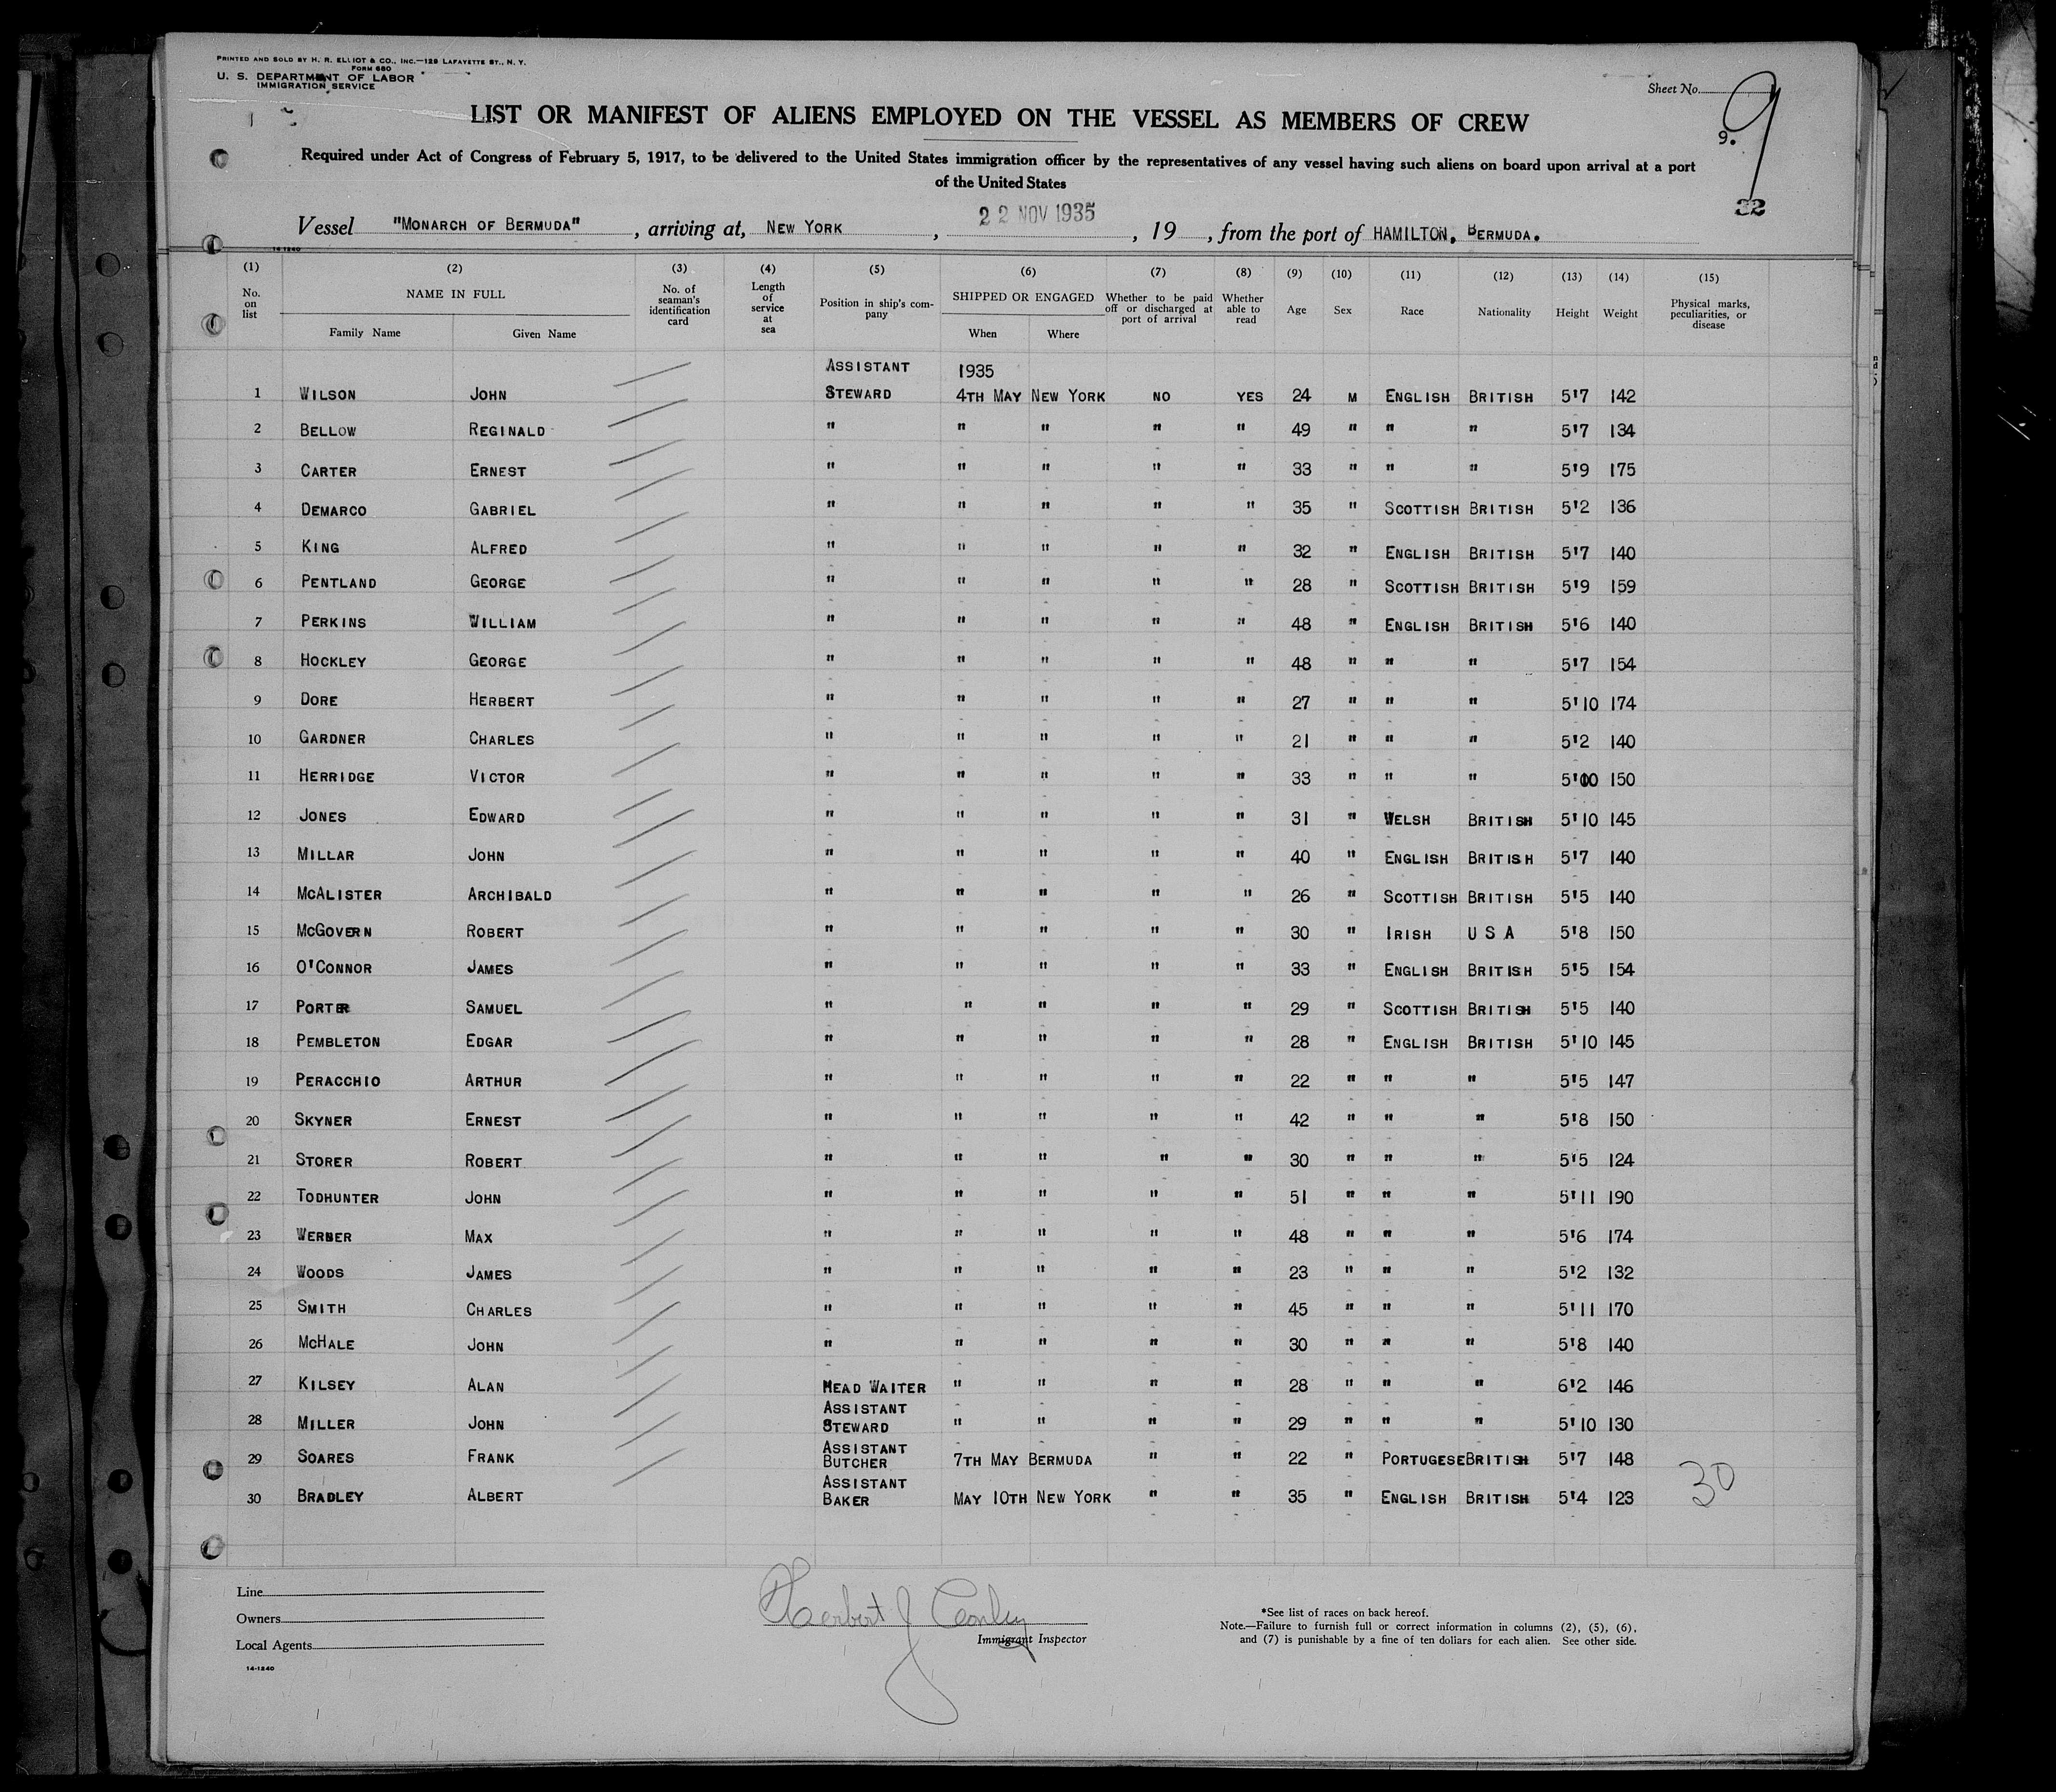 PRINTED AND SOLD BY H. R. ELLIOT & CO., INC.—129 LAFAYETTE ST., N. Y.
FORM 680
U. S. DEPARTMENT OF LABOR
IMMIGRATION SERVICE
Sheet No. 9
9.
LIST OR MANIFEST OF ALIENS EMPLOYED ON THE VESSEL AS MEMBERS OF CREW
Required under Act of Congress of February 5, 1917, to be delivered to the United States immigration officer by the representatives of any vessel having such aliens on board upon arrival at a port
of the United States
32
Vessel "MONARCH OF BERMUDA" , arriving at, NEW YORK , 22 NOV 1935 , 19 , from the port of HAMILTON, BERMUDA.
14-1240
(1) (2) (3) (4) (5) (6) (7) (8) (9) (10) (11) (12) (13) (14) (15)
No. on list NAME IN FULL Family Name Given Name No. of seaman's identification card Length of service at sea Position in ship's company SHIPPED OR ENGAGED When Where Whether to be paid off or discharged at port of arrival Whether able to read Age Sex Race Nationality Height Weight Physical marks, peculiarities, or disease
ASSISTANT 1935
1 WILSON JOHN STEWARD 4TH MAY NEW YORK NO YES 24 M ENGLISH BRITISH 5'7 142
2 BELLOW REGINALD " " " " " 49 " " " 5'7 134
3 CARTER ERNEST " " " " " 33 " " " 5'9 175
4 DEMARCO GABRIEL " " " " " 35 " SCOTTISH BRITISH 5'2 136
5 KING ALFRED " " " " " 32 " ENGLISH BRITISH 5'7 140
6 PENTLAND GEORGE " " " " " 28 " SCOTTISH BRITISH 5'9 159
7 PERKINS WILLIAM " " " " " 48 " ENGLISH BRITISH 5'6 140
8 HOCKLEY GEORGE " " " " " 48 " " " 5'7 154
9 DORE HERBERT " " " " " 27 " " " 5'10 174
10 GARDNER CHARLES " " " " " 21 " " " 5'2 140
11 HERRIDGE VICTOR " " " " " 33 " " " 5'10 150
12 JONES EDWARD " " " " " 31 " WELSH BRITISH 5'10 145
13 MILLAR JOHN " " " " " 40 " ENGLISH BRITISH 5'7 140
14 MCALISTER ARCHIBALD " " " " " 26 " SCOTTISH BRITISH 5'5 140
15 MCGOVERN ROBERT " " " " " 30 " IRISH U S A 5'8 150
16 O'CONNOR JAMES " " " " " 33 " ENGLISH BRITISH 5'5 154
17 PORTER SAMUEL " " " " " 29 " SCOTTISH BRITISH 5'5 140
18 PEMBLETON EDGAR " " " " " 28 " ENGLISH BRITISH 5'10 145
19 PERACCHIO ARTHUR " " " " " 22 " " " 5'5 147
20 SKYNER ERNEST " " " " " 42 " " " 5'8 150
21 STORER ROBERT " " " " " 30 " " " 5'5 124
22 TODHUNTER JOHN " " " " " 51 " " " 5'11 190
23 WERNER MAX " " " " " 48 " " " 5'6 174
24 WOODS JAMES " " " " " 23 " " " 5'2 132
25 SMITH CHARLES " " " " " 45 " " " 5'11 170
26 MCHALE JOHN " " " " " 30 " " " 5'8 140
27 KILSEY ALAN HEAD WAITER " " " " 28 " " " 6'2 146
28 MILLER JOHN ASSISTANT STEWARD " " " " 29 " " " 5'10 130
29 SOARES FRANK ASSISTANT BUTCHER 7TH MAY BERMUDA " " 22 " PORTUGESE BRITISH 5'7 148
30 BRADLEY ALBERT ASSISTANT BAKER MAY 10TH NEW YORK " " 35 " ENGLISH BRITISH 5'4 123
30
Line
Owners
Local Agents
14-1240
Herbert J Conley
Immigrant Inspector
*See list of races on back hereof.
Note.—Failure to furnish full or correct information in columns (2), (5), (6),
and (7) is punishable by a fine of ten dollars for each alien. See other side.